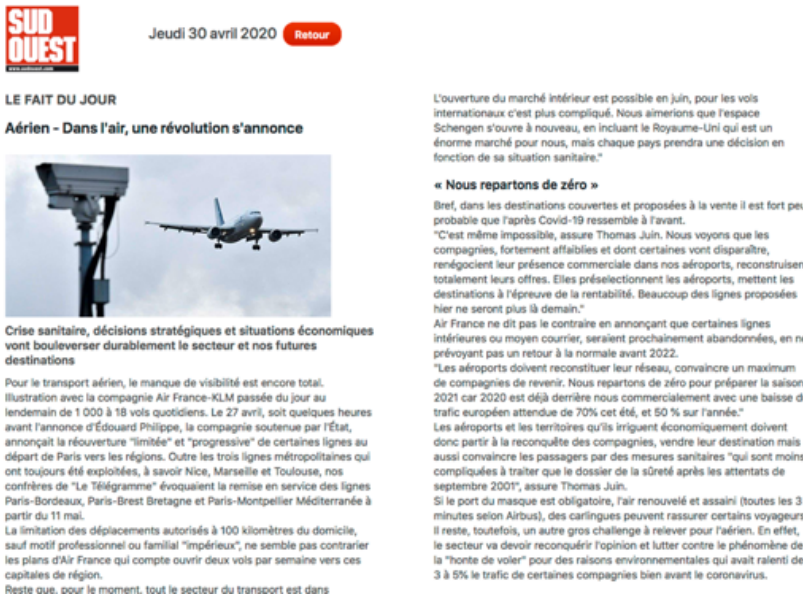 SUD
OUEST
www.sudouest.com
Jeudi 30 avril 2020
Retour
LE FAIT DU JOUR
Aérien - Dans l'air, une révolution s'annonce
Crise sanitaire, décisions stratégiques et situations économiques
vont bouleverser durablement le secteur et nos futures
destinations
Pour le transport aérien, le manque de visibilité est encore total.
Illustration avec la compagnie Air France-KLM passée du jour au
lendemain de 1 000 à 18 vols quotidiens. Le 27 avril, soit quelques heures
avant l'annonce d'Édouard Philippe, la compagnie soutenue par l'État,
annonçait la réouverture "limitée" et "progressive" de certaines lignes au
départ de Paris vers les régions. Outre les trois lignes métropolitaines qui
ont toujours été exploitées, à savoir Nice, Marseille et Toulouse, nos
confrères de "Le Télégramme" évoquaient la remise en service des lignes
Paris-Bordeaux, Paris-Brest Bretagne et Paris-Montpellier Méditerranée à
partir du 11 mai.
La limitation des déplacements autorisés à 100 kilomètres du domicile,
sauf motif professionnel ou familial "impérieux", ne semble pas contrarier
les plans d'Air France qui compte ouvrir deux vols par semaine vers ces
capitales de région.
Reste que, pour le moment, tout le secteur du transport est dans
L'ouverture du marché intérieur est possible en juin, pour les vols
internationaux c'est plus compliqué. Nous aimerions que l'espace
Schengen s'ouvre à nouveau, en incluant le Royaume-Uni qui est un
énorme marché pour nous, mais chaque pays prendra une décision en
fonction de sa situation sanitaire."
« Nous repartons de zéro »
Bref, dans les destinations couvertes et proposées à la vente il est fort peu
probable que l'après Covid-19 ressemble à l'avant.
"C'est même impossible, assure Thomas Juin. Nous voyons que les
compagnies, fortement affaiblies et dont certaines vont disparaître,
renégocient leur présence commerciale dans nos aéroports, reconstruisen
totalement leurs offres. Elles préselectionnent les aéroports, mettent les
destinations à l'épreuve de la rentabilité. Beaucoup des lignes proposées
hier ne seront plus là demain."
Air France ne dit pas le contraire en annonçant que certaines lignes
intérieures ou moyen courrier, seraient prochainement abandonnées, en ne
prévoyant pas un retour à la normale avant 2022.
"Les aéroports doivent reconstituer leur réseau, convaincre un maximum
de compagnies de revenir. Nous repartons de zéro pour préparer la saison
2021 car 2020 est déjà derrière nous commercialement avec une baisse d
trafic européen attendue de 70% cet été, et 50 % sur l'année."
Les aéroports et les territoires qu'ils irriguent économiquement doivent
donc partir à la reconquête des compagnies, vendre leur destination mais
aussi convaincre les passagers par des mesures sanitaires "qui sont moins
compliquées à traiter que le dossier de la sûreté après les attentats de
septembre 2001", assure Thomas Juin.
Si le port du masque est obligatoire, l'air renouvelé et assaini (toutes les 3
minutes selon Airbus), des carlingues peuvent rassurer certains voyageurs
Il reste, toutefois, un autre gros challenge à relever pour l'aérien. En effet,
le secteur va devoir reconquérir l'opinion et lutter contre le phénomène de
la "honte de voler" pour des raisons environnementales qui avait ralenti de
3 à 5% le trafic de certaines compagnies bien avant le coronavirus.